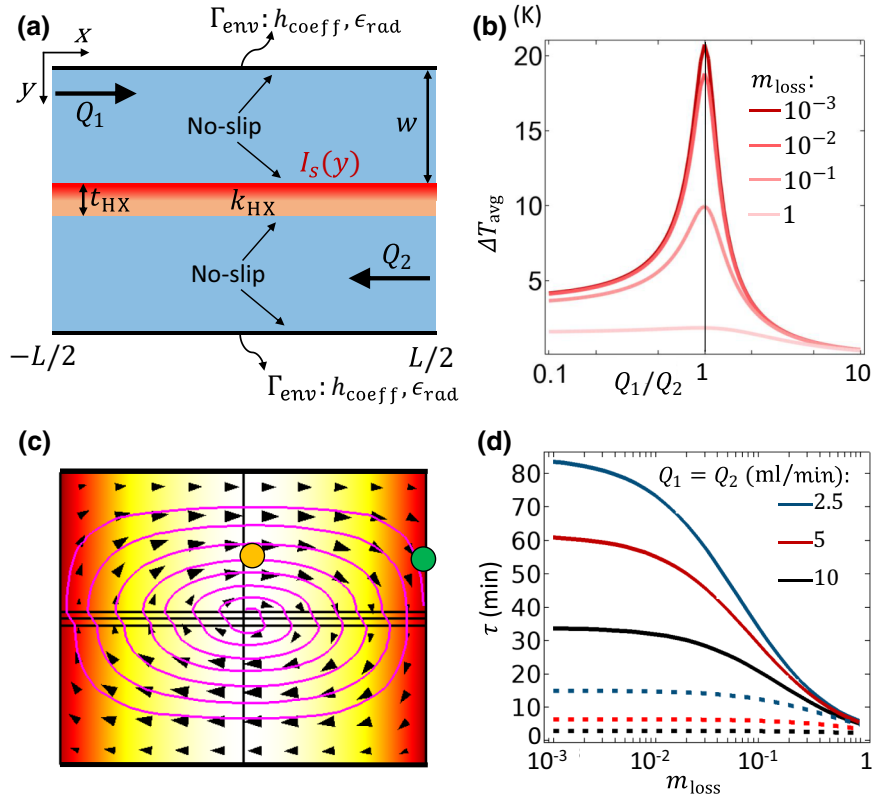 (a)
Γenv: hcoeff, ϵrad
x
y
Q1
No-slip
w
Is(y)
tHX
kHX
Q2
No-slip
−L/2
L/2
Γenv: hcoeff, ϵrad
(b)
(K)
20
15
10
5
ΔTavg
mloss:
10⁻³
10⁻²
10⁻¹
1
0.1
1
10
Q1/Q2
(c)
(d)
80
70
60
50
40
30
20
10
0
τ (min)
Q1 = Q2 (ml/min):
2.5
5
10
10⁻³
10⁻²
10⁻¹
1
mloss